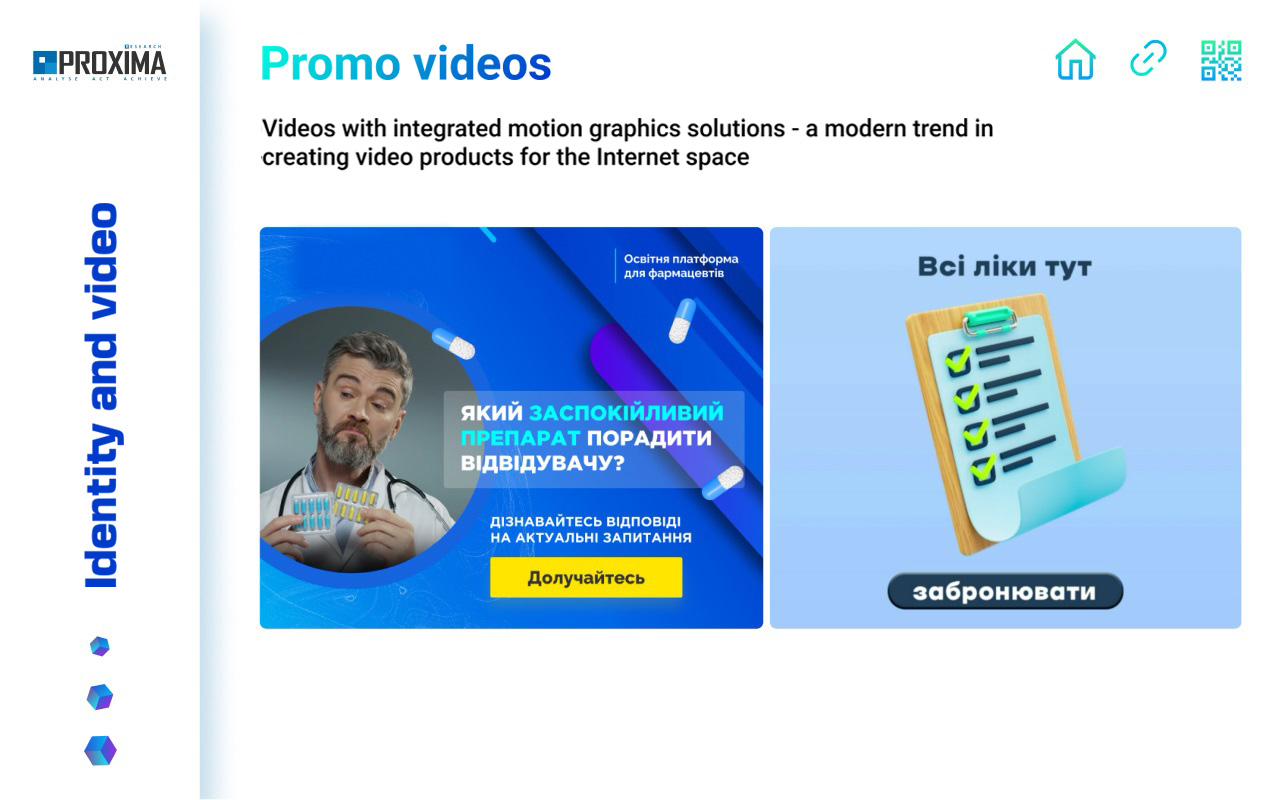 RESEARCH
PROXIMA
ANALYSE ACT ACHIEVE
Identity and video
Promo videos
Videos with integrated motion graphics solutions - a modern trend in
creating video products for the Internet space
Освітня платформа
для фармацевтів
ЯКИЙ ЗАСПОКІЙЛИВИЙ
ПРЕПАРАТ ПОРАДИТИ
ВІДВІДУВАЧУ?
ДІЗНАВАЙТЕСЬ ВІДПОВІДІ
НА АКТУАЛЬНІ ЗАПИТАННЯ
Долучайтесь
Всі ліки тут
забронювати